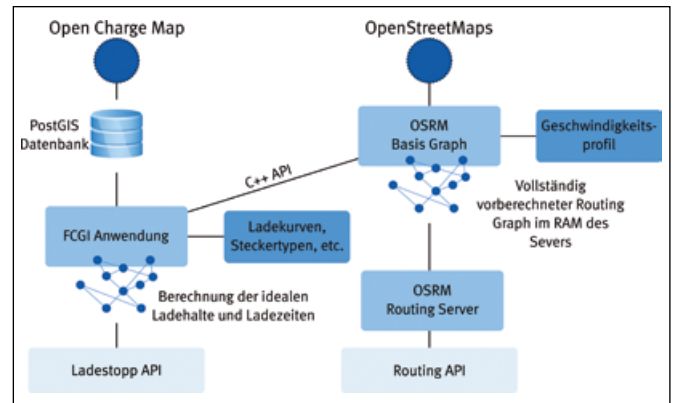 Open Charge Map
OpenStreetMaps
PostGIS
Datenbank
OSRM
Basis Graph
Geschwindigkeits-
profil
C++ API
Vollständig
vorberechneter Routing
Graph im RAM des
Severs
FCGI Anwendung
Ladekurven,
Steckertypen, etc.
Berechnung der idealen
Ladehalte und Ladezeiten
OSRM
Routing Server
Ladestopp API
Routing API